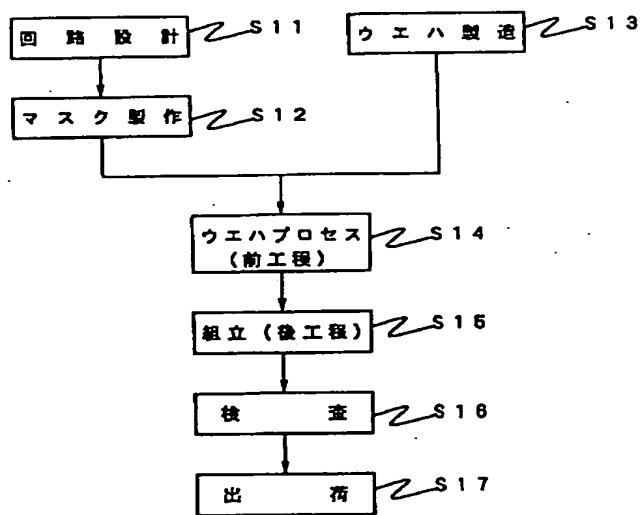 回路設計 S11
ウエハ製造 S13
マスク製作 S12
ウエハプロセス S14
(前工程)
組立(後工程) S15
検査 S16
出荷 S17